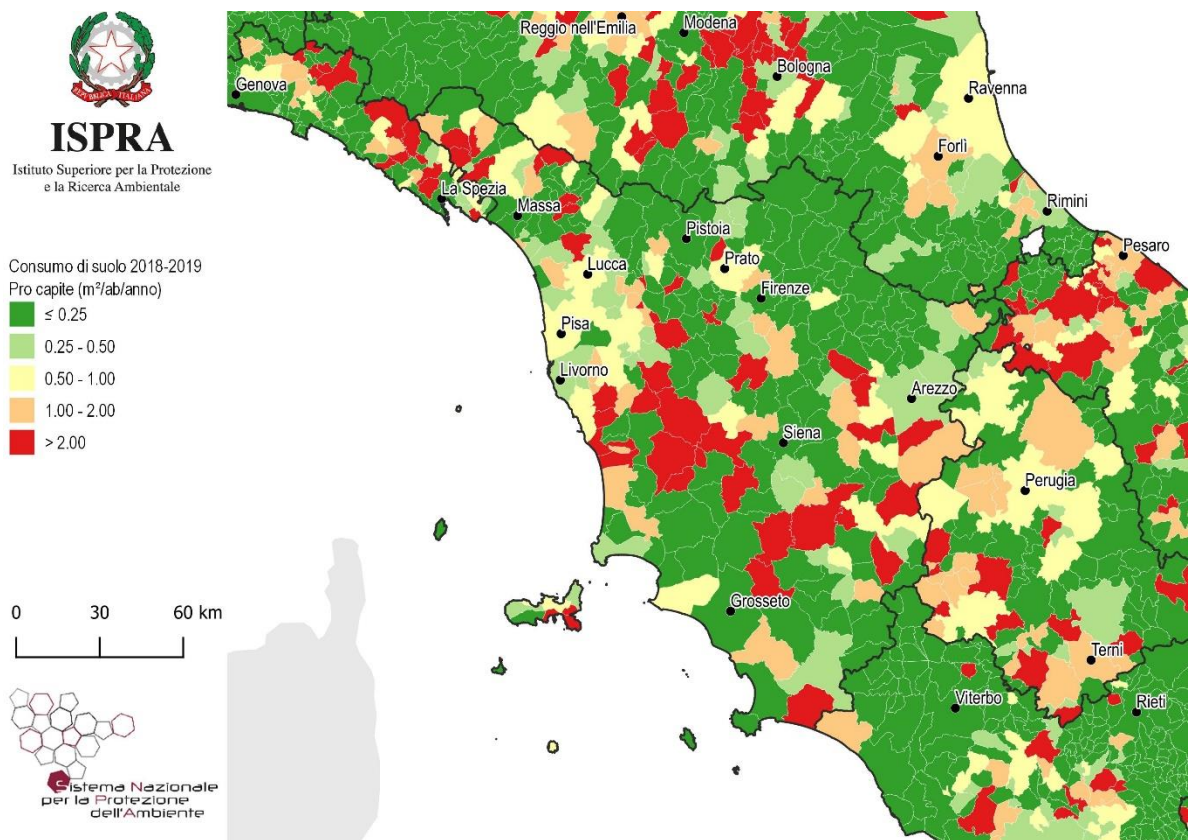 REPVBBLICA ITALIANA
ISPRA
Istituto Superiore per la Protezione
e la Ricerca Ambientale
Consumo di suolo 2018-2019
Pro capite (m²/ab/anno)
≤ 0.25
0.25 - 0.50
0.50 - 1.00
1.00 - 2.00
> 2.00
0 30 60 km
Sistema Nazionale
per la Protezione
dell'Ambiente
Reggio nell'Emilia
Modena
Bologna
Genova
Ravenna
Forlì
La Spezia
Massa
Rimini
Pistoia
Pesaro
Lucca
Prato
Firenze
Pisa
Livorno
Arezzo
Siena
Perugia
Grosseto
Terni
Viterbo
Rieti